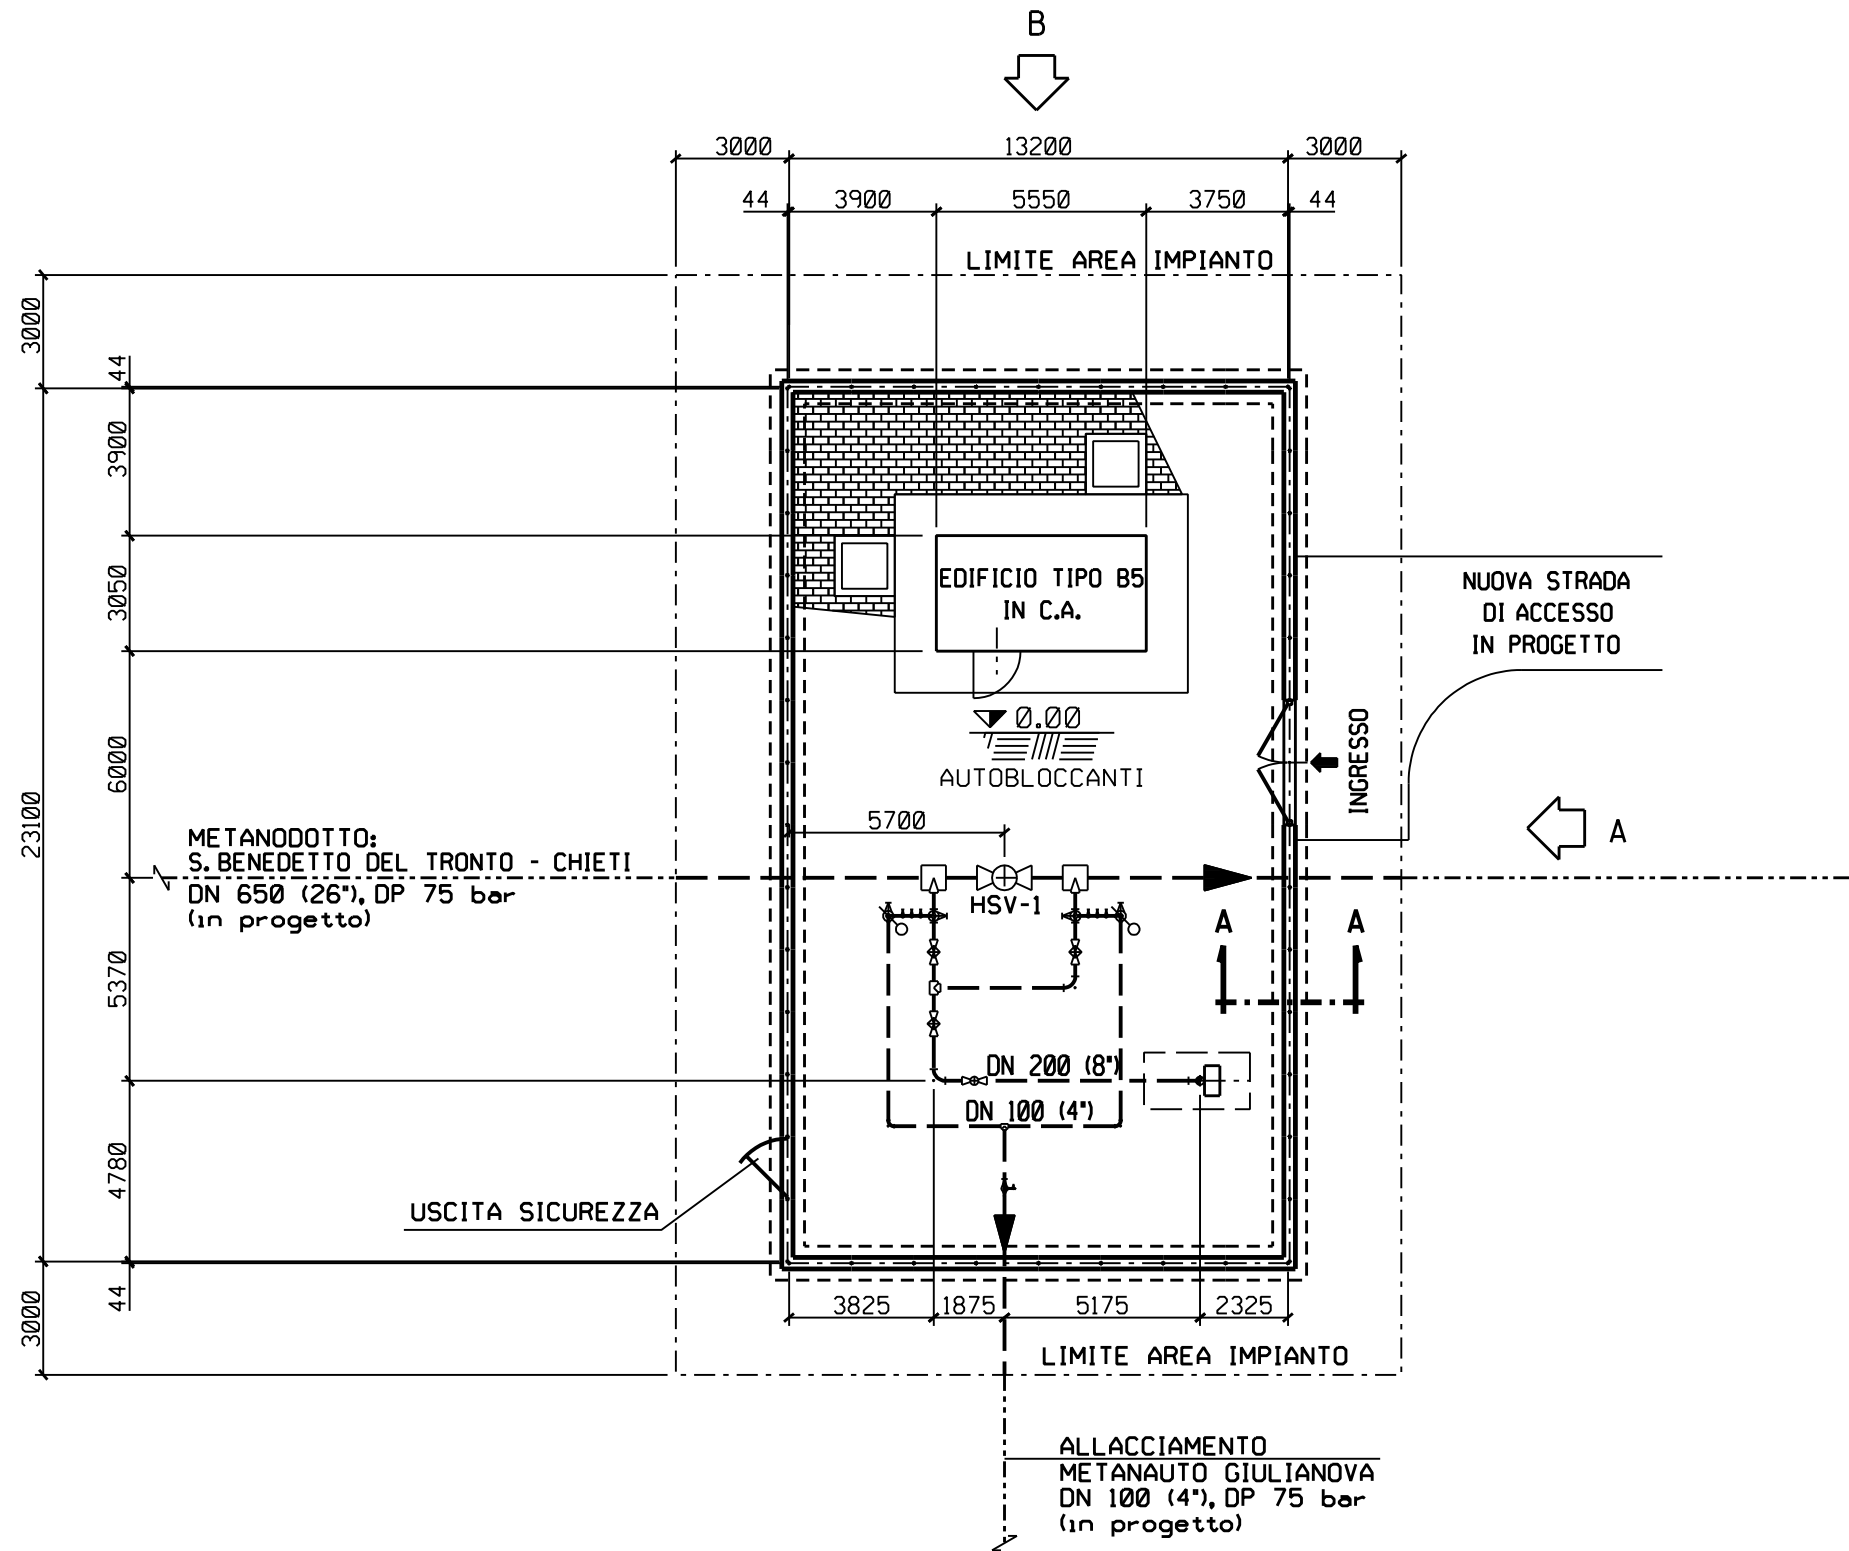 B
3000
13200
3000
44
3900
5550
3750
44
LIMITE AREA IMPIANTO
3000
44
3900
3050
6000
23100
5370
4780
44
3000
EDIFICIO TIPO B5
IN C.A.
NUOVA STRADA
DI ACCESSO
IN PROGETTO
0.00
AUTOBLOCCANTI
INGRESSO
A
5700
METANODOTTO:
S.BENEDETTO DEL TRONTO - CHIETI
DN 650 (26"), DP 75 bar
(in progetto)
HSV-1
A
A
DN 200 (8")
DN 100 (4")
USCITA SICUREZZA
3825
1875
5175
2325
LIMITE AREA IMPIANTO
ALLACCIAMENTO
METANAUTO GIULIANOVA
DN 100 (4"), DP 75 bar
(in progetto)